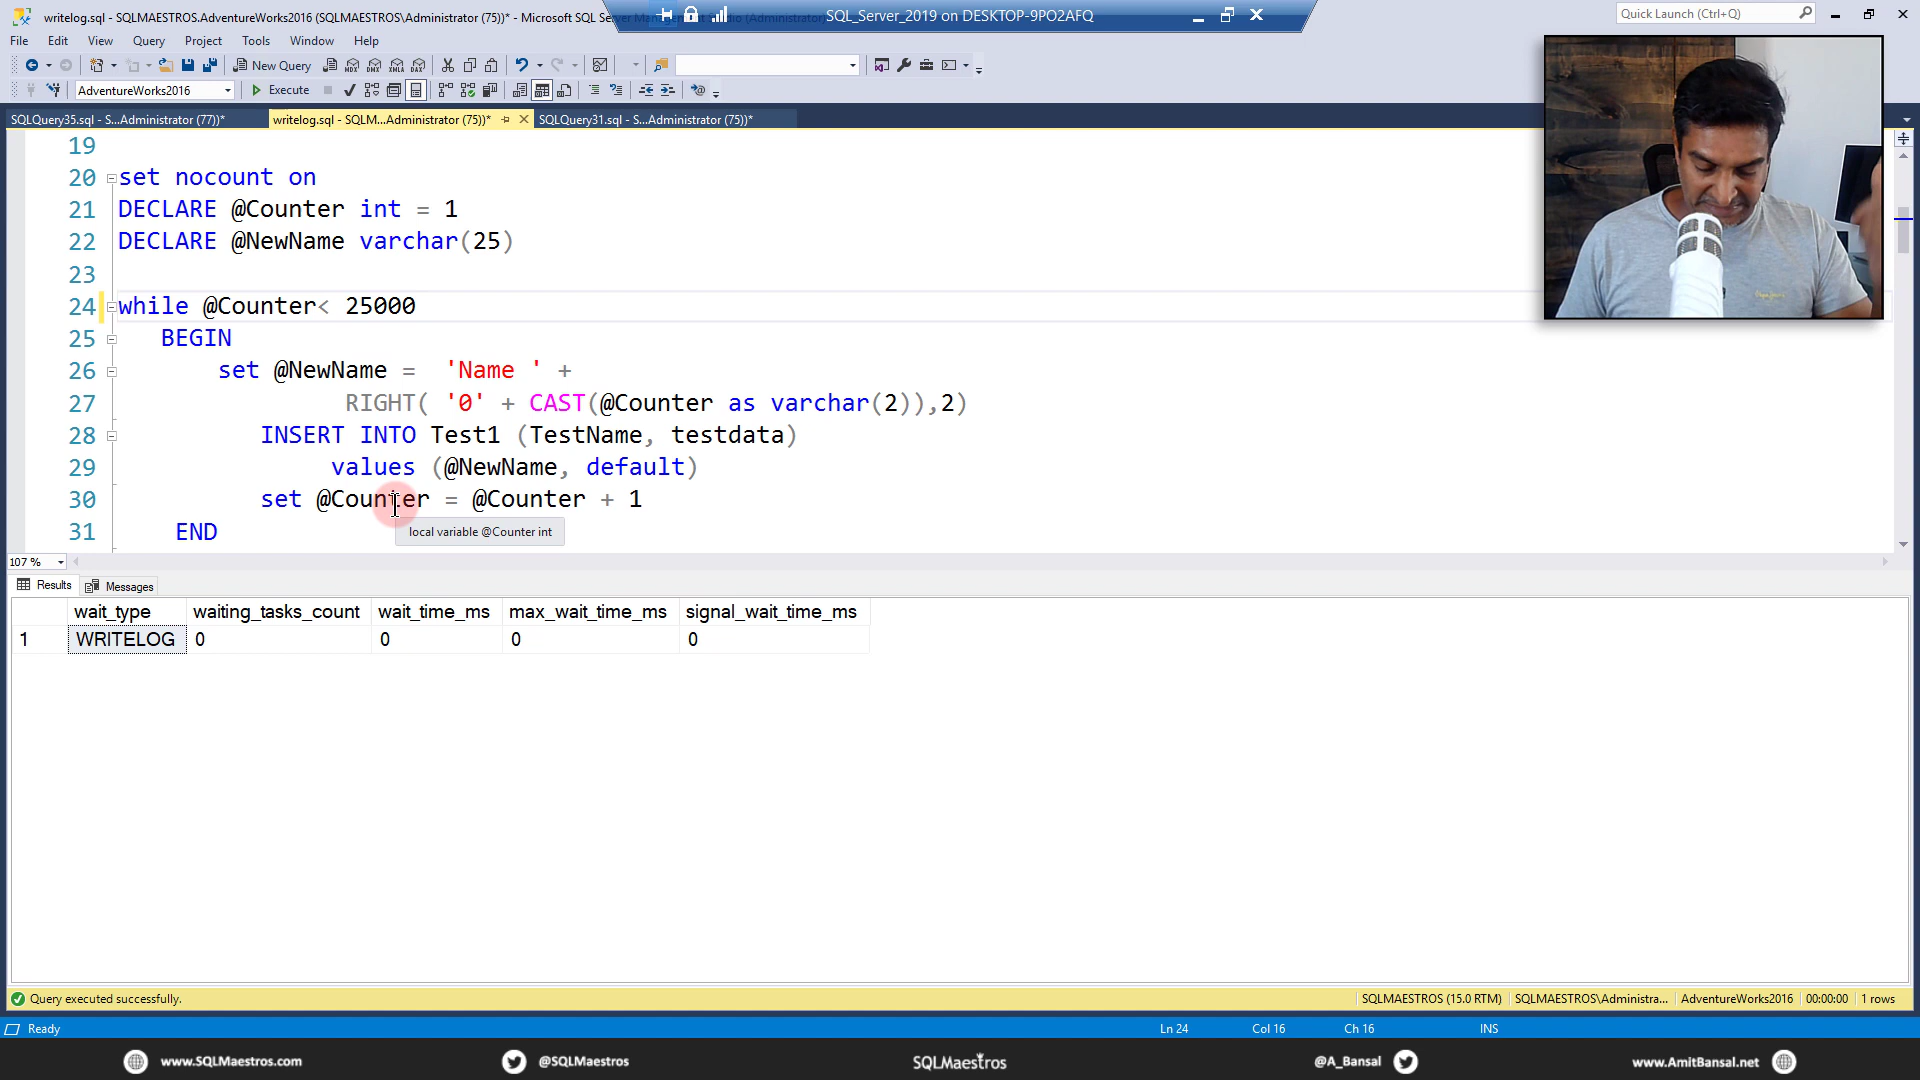 writelog.sql - SQLMAESTROS.AdventureWorks2016 (SQLMAESTROS\Administrator (75))* - Microsoft SQL Se
SQL_Server_2019 on DESKTOP-9PO2AFQ
Quick Launch (Ctrl+Q)
File Edit View Query Project Tools Window Help
New Query
AdventureWorks2016
Execute
SQLQuery35.sql - S...Administrator (77))*
writelog.sql - SQLM...Administrator (75))*
SQLQuery31.sql - S...Administrator (75))*
19
20 set nocount on
21 DECLARE @Counter int = 1
22 DECLARE @NewName varchar(25)
23
24 while @Counter< 25000
25 BEGIN
26 set @NewName = 'Name ' +
27 RIGHT( '0' + CAST(@Counter as varchar(2)),2)
28 INSERT INTO Test1 (TestName, testdata)
29 values (@NewName, default)
30 set @Counter = @Counter + 1
31 END
local variable @Counter int
107 %
Results Messages
wait_type waiting_tasks_count wait_time_ms max_wait_time_ms signal_wait_time_ms
1 WRITELOG 0 0 0 0
Query executed successfully.
SQLMAESTROS (15.0 RTM) SQLMAESTROS\Administra... AdventureWorks2016 00:00:00 1 rows
Ready
Ln 24 Col 16 Ch 16 INS
www.SQLMaestros.com
@SQLMaestros
SQLMaestros
@A_Bansal
www.AmitBansal.net